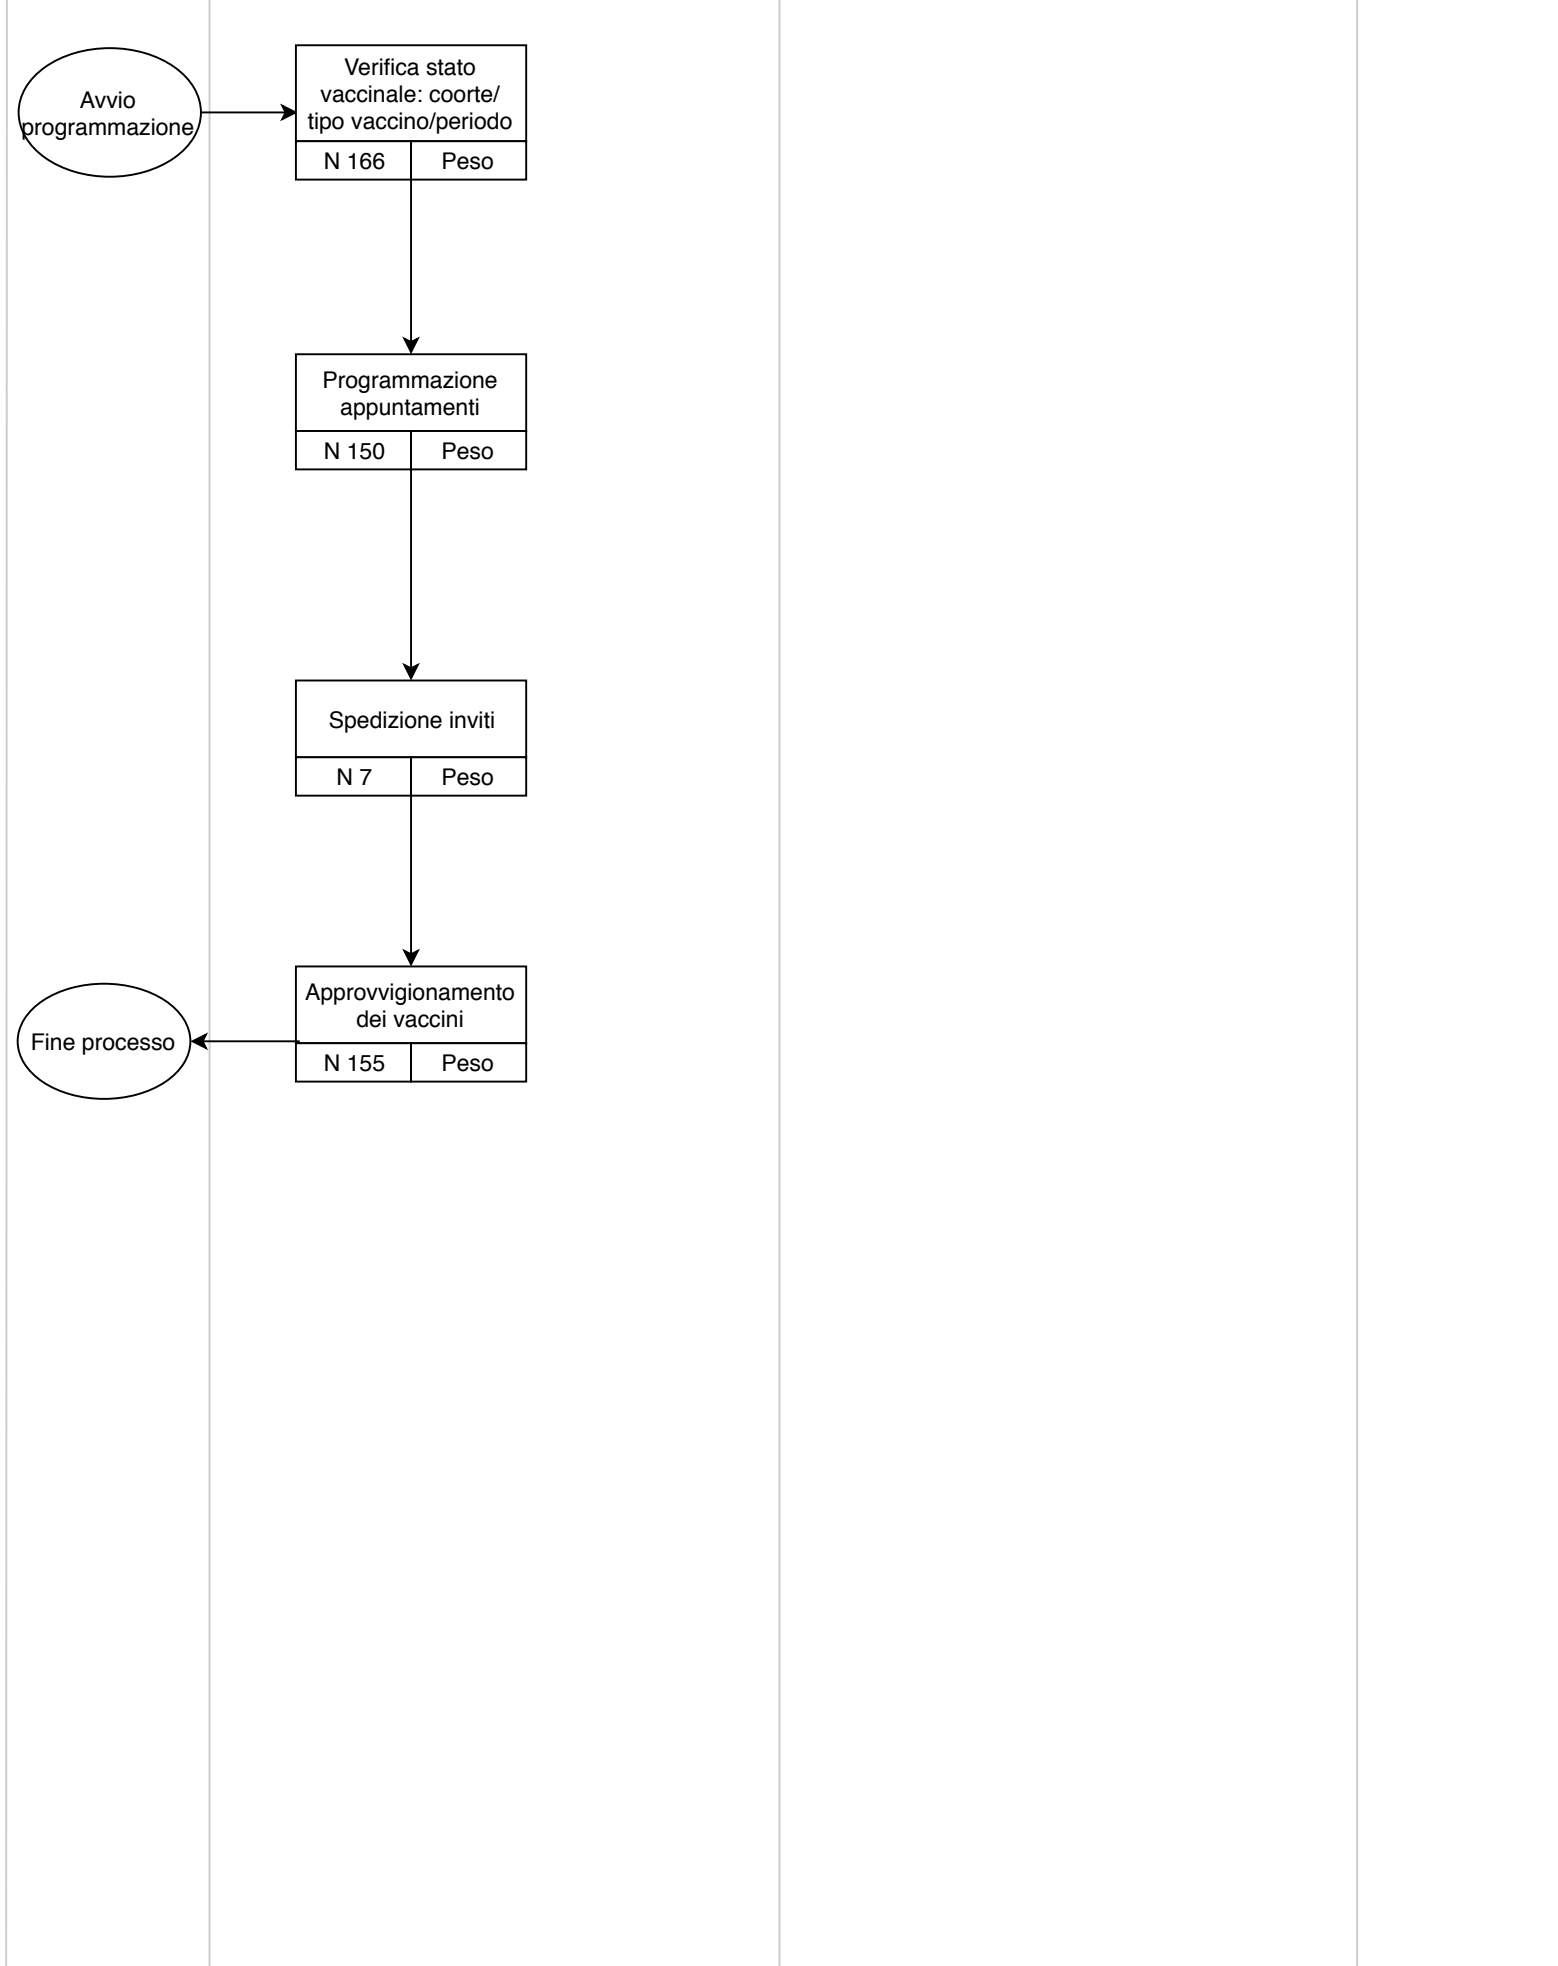 Avvio
programmazione
Verifica stato
vaccinale: coorte/
tipo vaccino/periodo
N 166 Peso
Programmazione
appuntamenti
N 150 Peso
Spedizione inviti
N 7 Peso
Approvvigionamento
dei vaccini
N 155 Peso
Fine processo